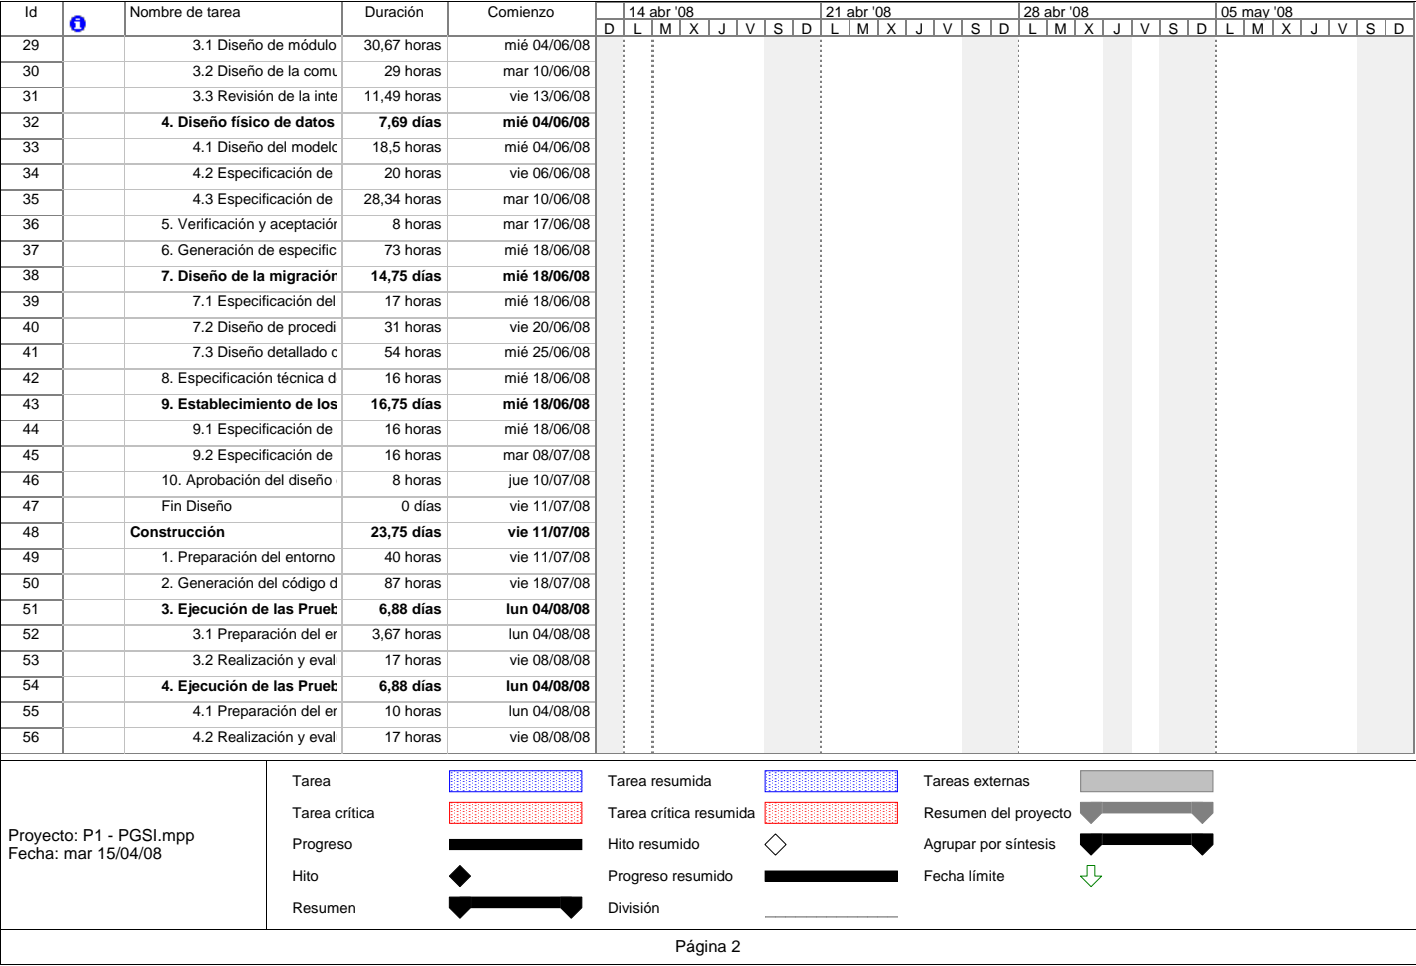 Id Nombre de tarea Duración Comienzo 14 abr '08 21 abr '08 28 abr '08 05 may '08
D L M X J V S D L M X J V S D L M X J V S D L M X J V S D
29 3.1 Diseño de módulo 30,67 horas mié 04/06/08
30 3.2 Diseño de la comu 29 horas mar 10/06/08
31 3.3 Revisión de la inte 11,49 horas vie 13/06/08
32 4. Diseño físico de datos 7,69 días mié 04/06/08
33 4.1 Diseño del modelo 18,5 horas mié 04/06/08
34 4.2 Especificación de 20 horas vie 06/06/08
35 4.3 Especificación de 28,34 horas mar 10/06/08
36 5. Verificación y aceptación 8 horas mar 17/06/08
37 6. Generación de especific 73 horas mié 18/06/08
38 7. Diseño de la migración 14,75 días mié 18/06/08
39 7.1 Especificación del 17 horas mié 18/06/08
40 7.2 Diseño de procedi 31 horas vie 20/06/08
41 7.3 Diseño detallado 54 horas mié 25/06/08
42 8. Especificación técnica d 16 horas mié 18/06/08
43 9. Establecimiento de los 16,75 días mié 18/06/08
44 9.1 Especificación de 16 horas mié 18/06/08
45 9.2 Especificación de 16 horas mar 08/07/08
46 10. Aprobación del diseño 8 horas jue 10/07/08
47 Fin Diseño 0 días vie 11/07/08
48 Construcción 23,75 días vie 11/07/08
49 1. Preparación del entorno 40 horas vie 11/07/08
50 2. Generación del código d 87 horas vie 18/07/08
51 3. Ejecución de las Prueb 6,88 días lun 04/08/08
52 3.1 Preparación del en 3,67 horas lun 04/08/08
53 3.2 Realización y eval 17 horas vie 08/08/08
54 4. Ejecución de las Prueb 6,88 días lun 04/08/08
55 4.1 Preparación del en 10 horas lun 04/08/08
56 4.2 Realización y eval 17 horas vie 08/08/08
Proyecto: P1 - PGSI.mpp
Fecha: mar 15/04/08
Tarea
Tarea crítica
Progreso
Hito
Resumen
Tarea resumida
Tarea crítica resumida
Hito resumido
Progreso resumido
División
Tareas externas
Resumen del proyecto
Agrupar por síntesis
Fecha límite
Página 2